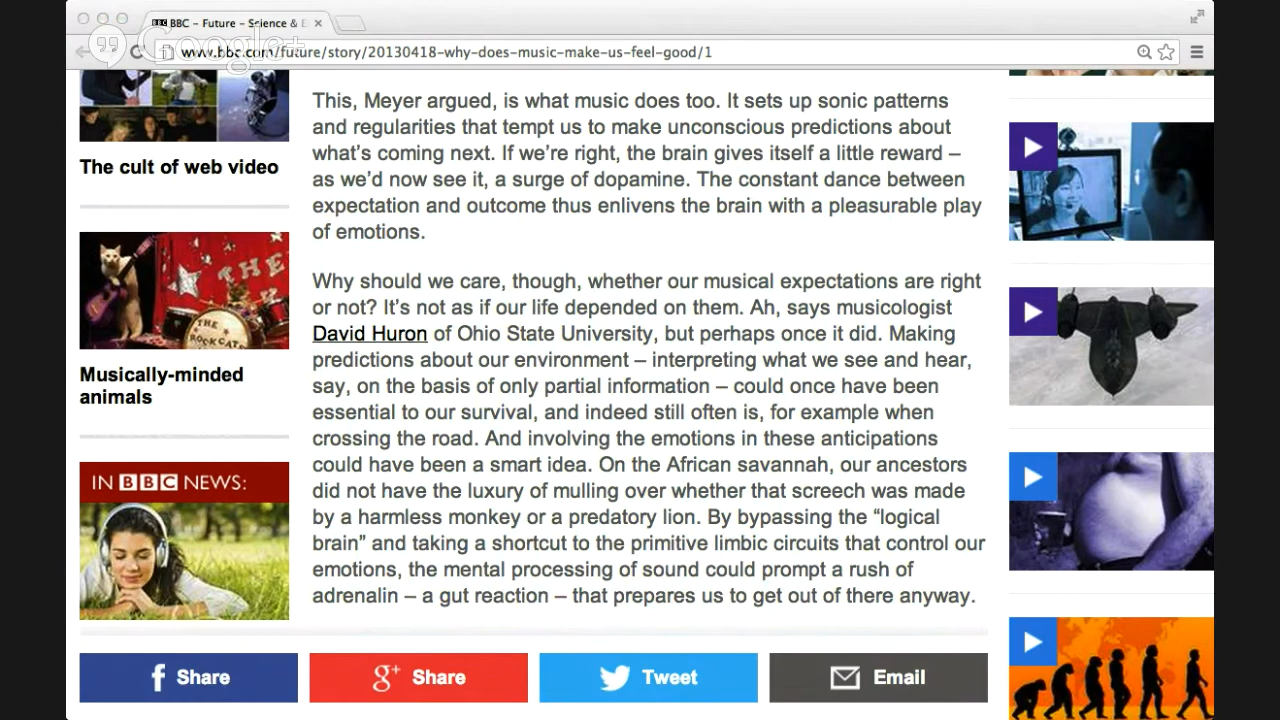 BBC BBC – Future – Science & E
Google+
www.bbc.com/future/story/20130418-why-does-music-make-us-feel-good/1
The cult of web video
THE
THE ROCK CATS
Musically-minded
animals
IN BBC NEWS:
This, Meyer argued, is what music does too. It sets up sonic patterns
and regularities that tempt us to make unconscious predictions about
what’s coming next. If we’re right, the brain gives itself a little reward –
as we’d now see it, a surge of dopamine. The constant dance between
expectation and outcome thus enlivens the brain with a pleasurable play
of emotions.
Why should we care, though, whether our musical expectations are right
or not? It’s not as if our life depended on them. Ah, says musicologist
David Huron of Ohio State University, but perhaps once it did. Making
predictions about our environment – interpreting what we see and hear,
say, on the basis of only partial information – could once have been
essential to our survival, and indeed still often is, for example when
crossing the road. And involving the emotions in these anticipations
could have been a smart idea. On the African savannah, our ancestors
did not have the luxury of mulling over whether that screech was made
by a harmless monkey or a predatory lion. By bypassing the “logical
brain” and taking a shortcut to the primitive limbic circuits that control our
emotions, the mental processing of sound could prompt a rush of
adrenalin – a gut reaction – that prepares us to get out of there anyway.
f Share
g+ Share
Tweet
Email